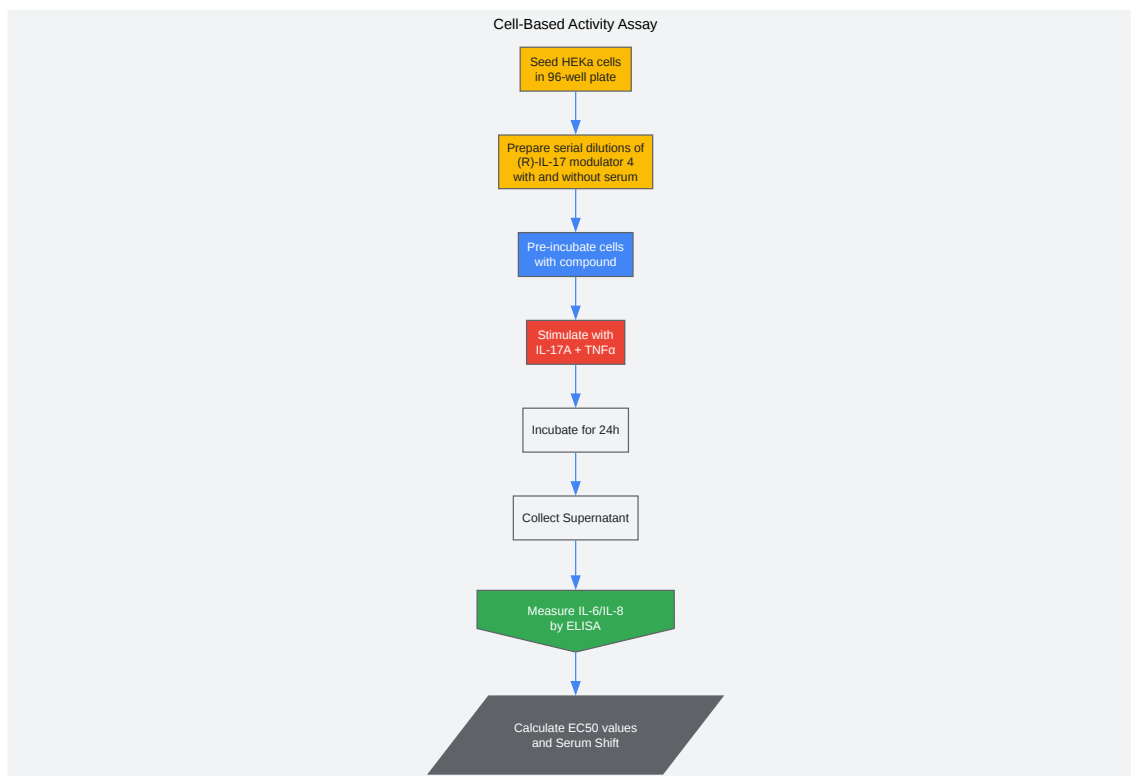 Cell-Based Activity Assay
Seed HEKa cells
in 96-well plate
Prepare serial dilutions of
(R)-IL-17 modulator 4
with and without serum
Pre-incubate cells
with compound
Stimulate with
IL-17A + TNFα
Incubate for 24h
Collect Supernatant
Measure IL-6/IL-8
by ELISA
Calculate EC50 values
and Serum Shift